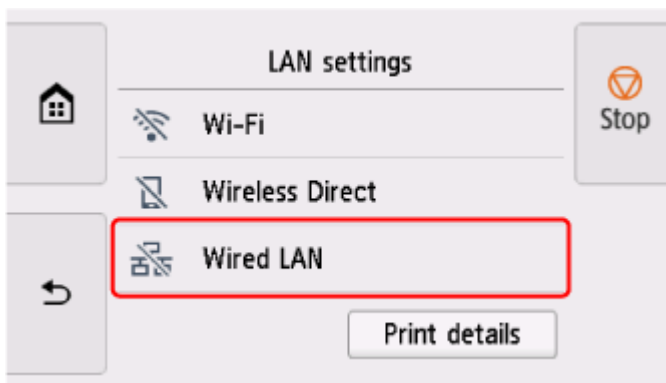 LAN settings
Wi-Fi
Stop
Wireless Direct
Wired LAN
Print details